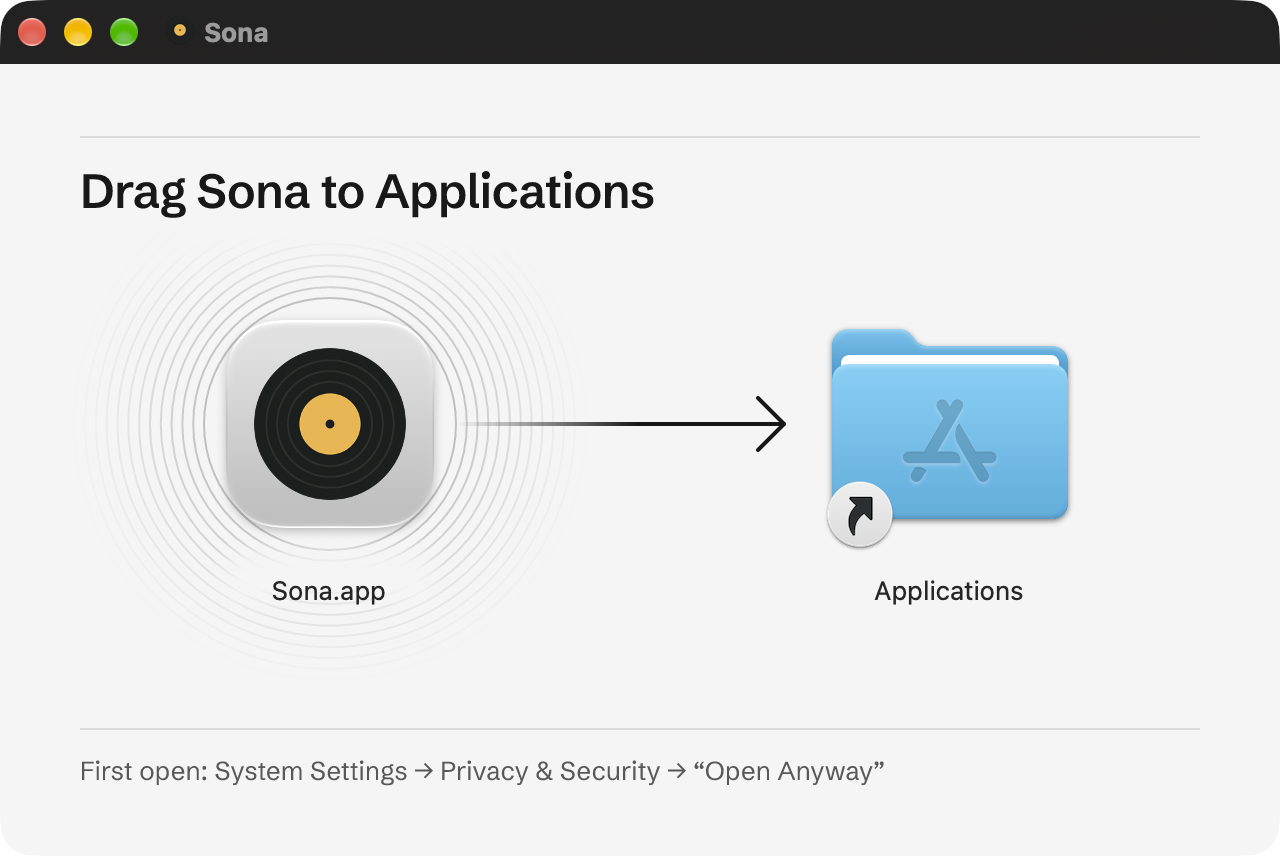 Sona
Drag Sona to Applications
Sona.app
Applications
First open: System Settings → Privacy & Security → “Open Anyway”